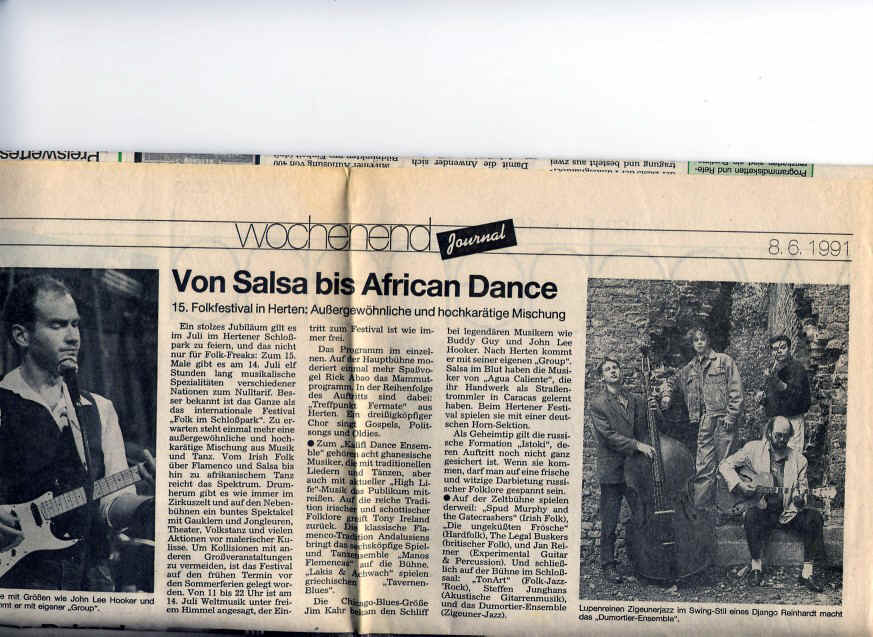 Preiswertes
tragung und besteht aus zwei
Damit die Anwender sich
Programmdisketten und Refe-
wochenend Journal
8. 6. 1991
Von Salsa bis African Dance
15. Folkfestival in Herten: Außergewöhnliche und hochkarätige Mischung
Ein stolzes Jubiläum gilt es
im Juli im Hertener Schloß-
park zu feiern, und das nicht
nur für Folk-Freaks: Zum 15.
Male gibt es am 14. Juli elf
Stunden lang musikalische
Spezialitäten verschiedener
Nationen zum Nulltarif. Bes-
ser bekannt ist das Ganze als
das internationale Festival
„Folk im Schloßpark". Zu er-
warten steht einmal mehr eine
außergewöhnliche und hoch-
karätige Mischung aus Musik
und Tanz. Vom Irish Folk
über Flamenco und Salsa bis
hin zu afrikanischem Tanz
reicht das Spektrum. Drum-
herum gibt es wie immer im
Zirkuszelt und auf den Neben-
bühnen ein buntes Spektakel
mit Gauklern und Jongleuren,
Theater, Volkstanz und vielen
Aktionen vor malerischer Ku-
lisse. Um Kollisionen mit an-
deren Großveranstaltungen
zu vermeiden, ist das Festival
auf den frühen Termin vor
den Sommerferien gelegt wor-
den. Von 11 bis 22 Uhr ist am
14. Juli Weltmusik unter frei-
em Himmel angesagt, der Ein-
tritt zum Festival ist wie im-
mer frei.
Das Programm im einzel-
nen. Auf der Hauptbühne mo-
deriert einmal mehr Spaßvo-
gel Rick Abao das Mammut-
programm. In der Reihenfolge
des Auftritts sind dabei:
„Treffpunkt Fermate" aus
Herten. Ein dreißigköpfiger
Chor singt Gospels, Polit-
songs und Oldies.
● Zum „Kalifi Dance Ensem-
ble" gehören acht ghanesische
Musiker, die mit traditionellen
Liedern und Tänzen, aber
auch mit aktueller „High Li-
fe"-Musik das Publikum mit-
reißen. Auf die reiche Tradi-
tion irischer und schottischer
Folklore greift Tony Ireland
zurück. Die klassische Fla-
menco-Tradition Andalusiens
bringt das sechsköpfige Spiel-
und Tanzensemble „Manos
Flemencas" auf die Bühne.
„Lakis & Achwach" spielen
griechischen „Tavernen-
Blues".
Die Chicago-Blues-Größe
Jim Kahr bekam den Schliff
bei legendären Musikern wie
Buddy Guy und John Lee
Hooker. Nach Herten kommt
er mit seiner eigenen „Group".
Salsa im Blut haben die Musi-
ker von „Agua Caliente", die
ihr Handwerk als Straßen-
trommler in Caracas gelernt
haben. Beim Hertener Festi-
val spielen sie mit einer deut-
schen Horn-Sektion.
Als Geheimtip gilt die russi-
sche Formation „Istoki", de-
ren Auftritt noch nicht ganz
gesichert ist. Wenn sie kom-
men, darf man auf eine frische
und witzige Darbietung russi-
scher Folklore gespannt sein.
● Auf der Zeltbühne spielen
derweil: „Spud Murphy and
the Gatecrashers" (Irish Folk),
„Die ungeküßten Frösche"
(Hardfolk), The Legal Buskers
(britischer Folk), und Jan Rei-
ner (Experimental Guitar
& Percussion). Und schließ-
lich auf der Bühne im Schloß-
saal: „TonArt" (Folk-Jazz-
Rock), Steffen Junghans
(Akustische Gitarrenmusik),
und das Dumortier-Ensemble
(Zigeuner-Jazz).
e mit Größen wie John Lee Hooker und
mt er mit eigener „Group".
Lupenreinen Zigeunerjazz im Swing-Stil eines Django Reinhardt macht
das „Dumortier-Ensemble".